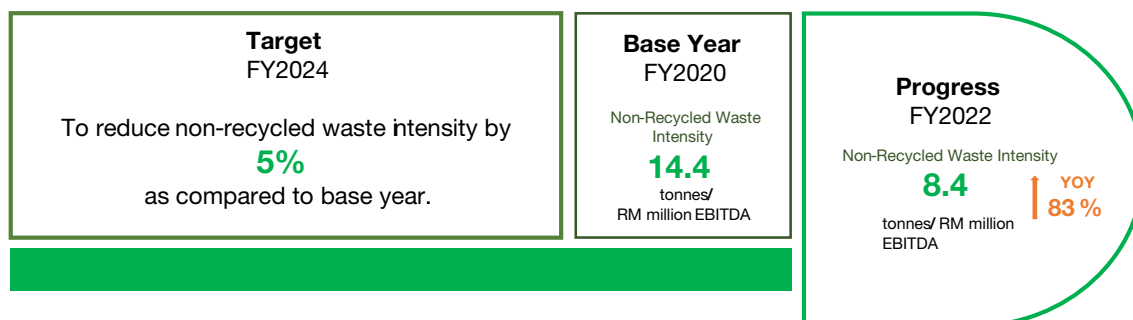 Target
FY2024
To reduce non-recycled waste intensity by
5%
as compared to base year.
Base Year
FY2020
Non-Recycled Waste
Intensity
14.4
tonnes/
RM million EBITDA
Progress
FY2022
Non-Recycled Waste Intensity
8.4
tonnes/ RM million
EBITDA
YOY
83 %